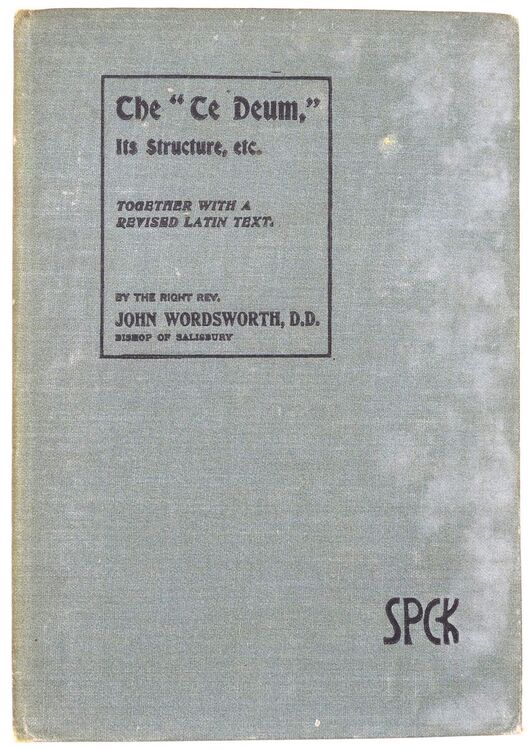 The "Te Deum,"
Its Structure, etc.
TOGETHER WITH A
REVISED LATIN TEXT.
BY THE RIGHT REV.
JOHN WORDSWORTH, D.D.
BISHOP OF SALISBURY
SPCK